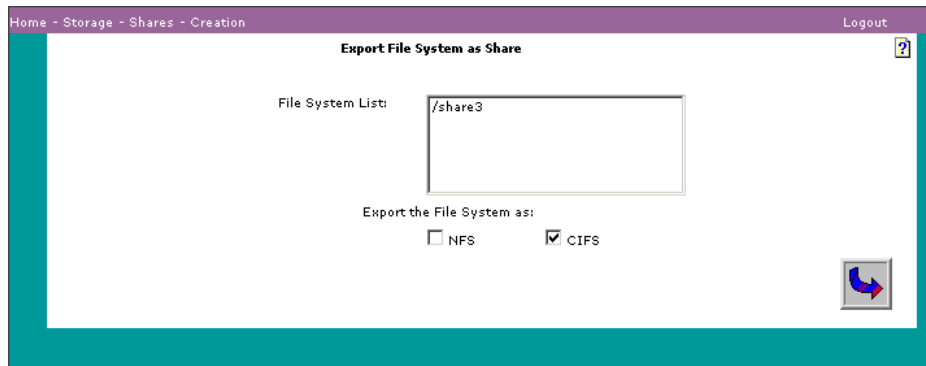 Home - Storage - Shares - Creation Logout
Export File System as Share
?
File System List:
/share3
Export the File System as:
NFS CIFS